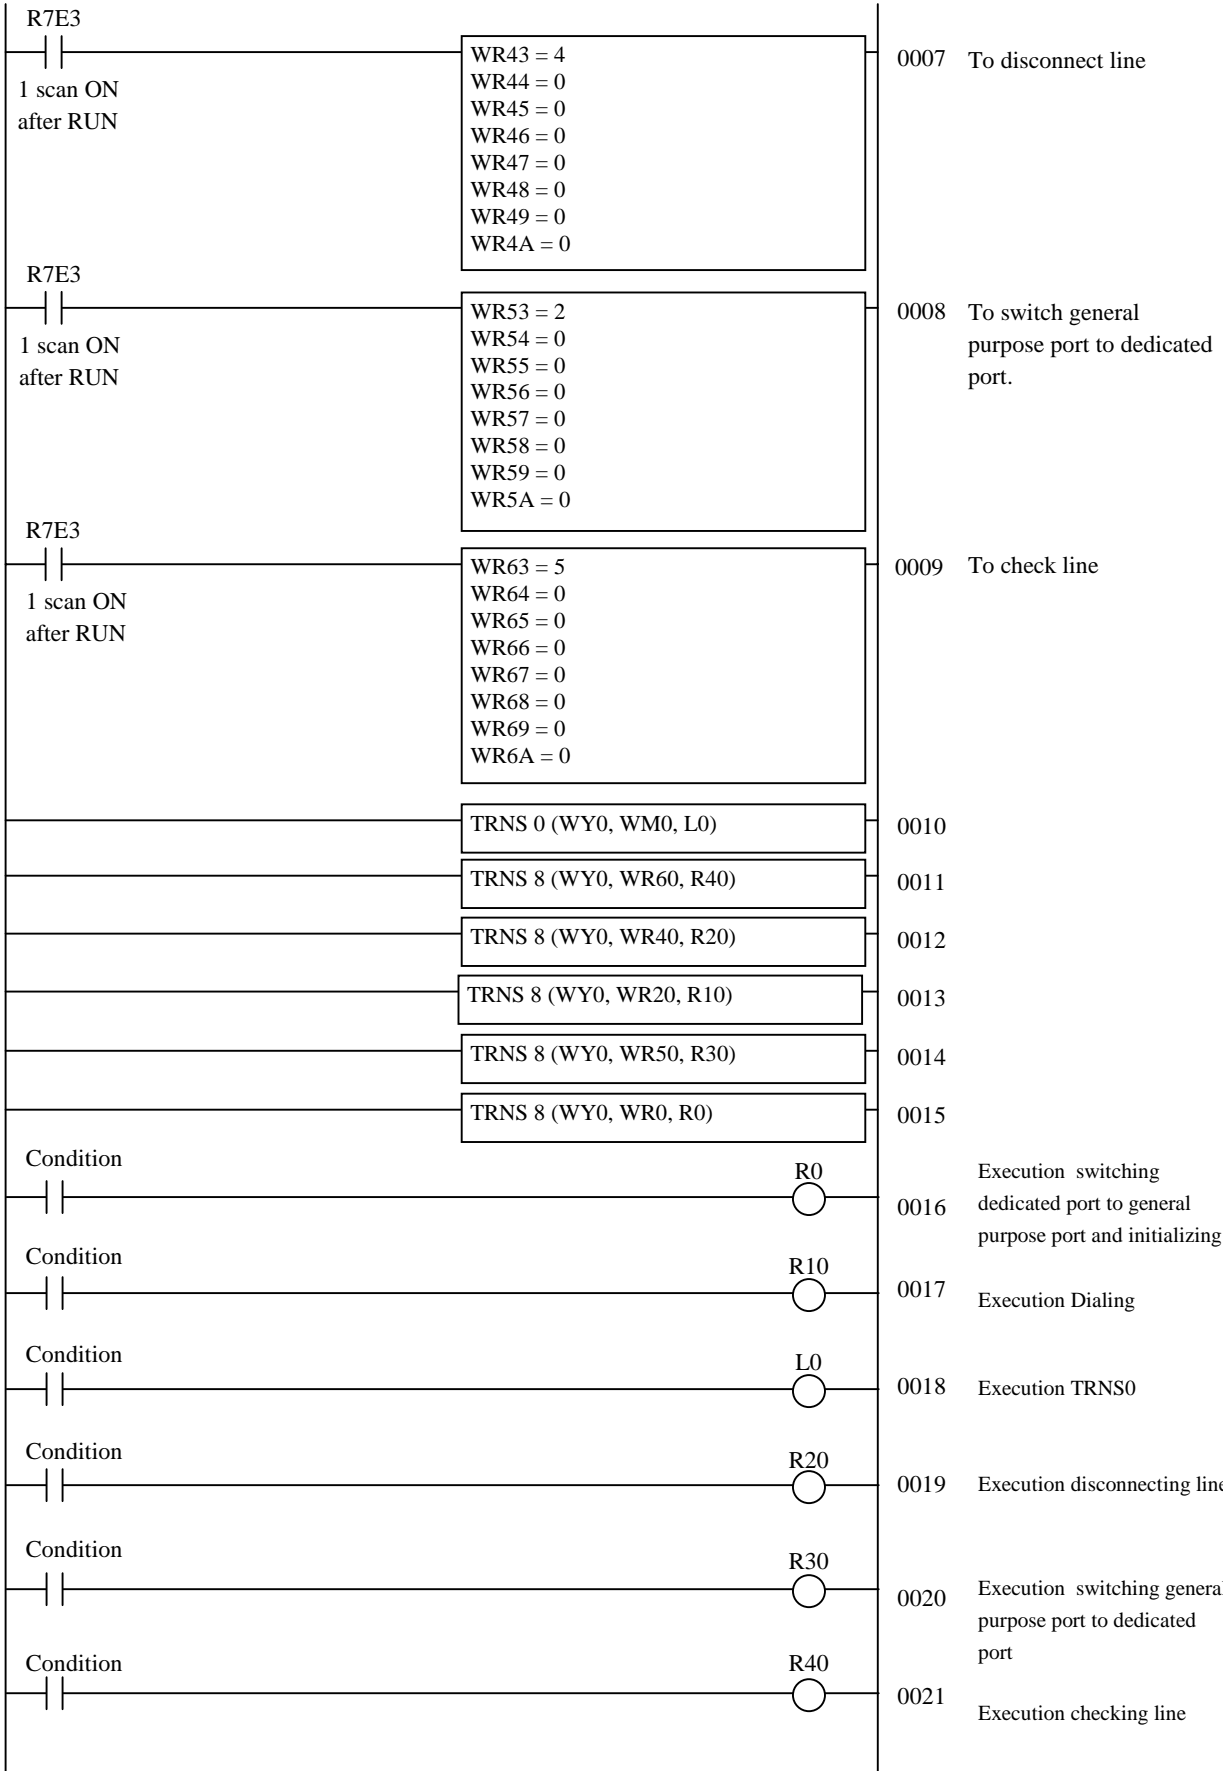 R7E3
1 scan ON
after RUN
WR43 = 4
WR44 = 0
WR45 = 0
WR46 = 0
WR47 = 0
WR48 = 0
WR49 = 0
WR4A = 0
0007
To disconnect line
R7E3
1 scan ON
after RUN
WR53 = 2
WR54 = 0
WR55 = 0
WR56 = 0
WR57 = 0
WR58 = 0
WR59 = 0
WR5A = 0
0008
To switch general
purpose port to dedicated
port.
R7E3
1 scan ON
after RUN
WR63 = 5
WR64 = 0
WR65 = 0
WR66 = 0
WR67 = 0
WR68 = 0
WR69 = 0
WR6A = 0
0009
To check line
TRNS 0 (WY0, WM0, L0)
0010
TRNS 8 (WY0, WR60, R40)
0011
TRNS 8 (WY0, WR40, R20)
0012
TRNS 8 (WY0, WR20, R10)
0013
TRNS 8 (WY0, WR50, R30)
0014
TRNS 8 (WY0, WR0, R0)
0015
Condition
R0
0016
Execution switching
dedicated port to general
purpose port and initializing
Condition
R10
0017
Execution Dialing
Condition
L0
0018
Execution TRNS0
Condition
R20
0019
Execution disconnecting line
Condition
R30
0020
Execution switching general
purpose port to dedicated
port
Condition
R40
0021
Execution checking line